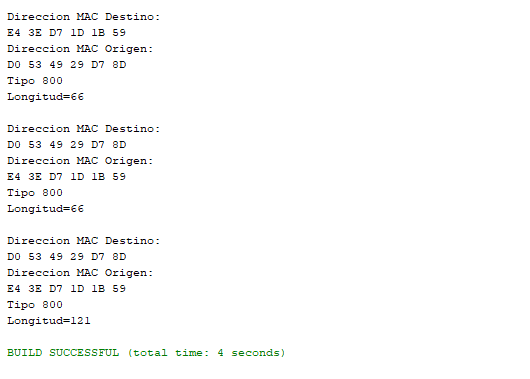 Direccion MAC Destino:
E4 3E D7 1D 1B 59
Direccion MAC Origen:
D0 53 49 29 D7 8D
Tipo 800
Longitud=66
Direccion MAC Destino:
D0 53 49 29 D7 8D
Direccion MAC Origen:
E4 3E D7 1D 1B 59
Tipo 800
Longitud=66
Direccion MAC Destino:
D0 53 49 29 D7 8D
Direccion MAC Origen:
E4 3E D7 1D 1B 59
Tipo 800
Longitud=121
BUILD SUCCESSFUL (total time: 4 seconds)